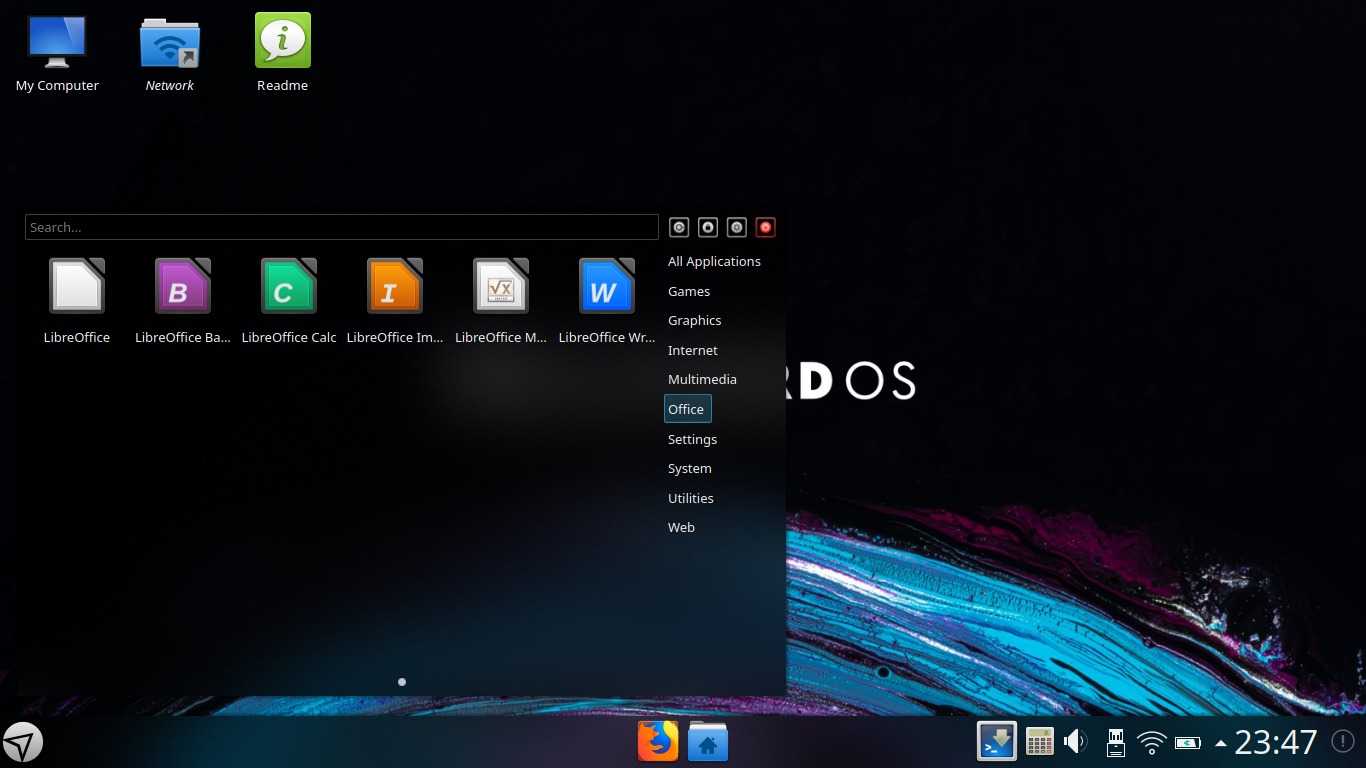 My Computer
Network
Readme
Search...
LibreOffice
LibreOffice Ba...
LibreOffice Calc
LibreOffice Im...
LibreOffice M...
LibreOffice Wr...
All Applications
Games
Graphics
Internet
Multimedia
Office
Settings
System
Utilities
Web
D OS
23:47